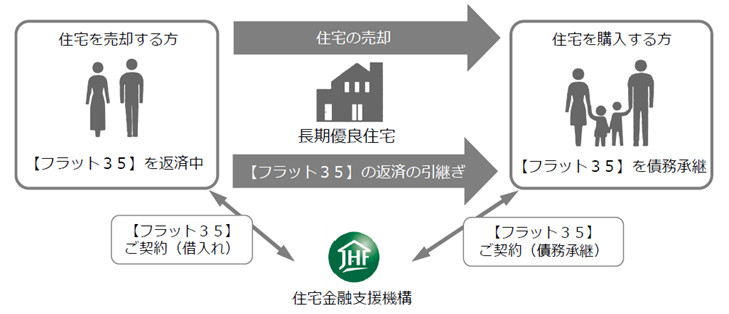 住宅を売却する方
【フラット３５】を返済中
住宅の売却
長期優良住宅
【フラット３５】の返済の引継ぎ
住宅を購入する方
【フラット３５】を債務承継
【フラット３５】
ご契約（借入れ）
JHF
住宅金融支援機構
【フラット３５】
ご契約（債務承継）